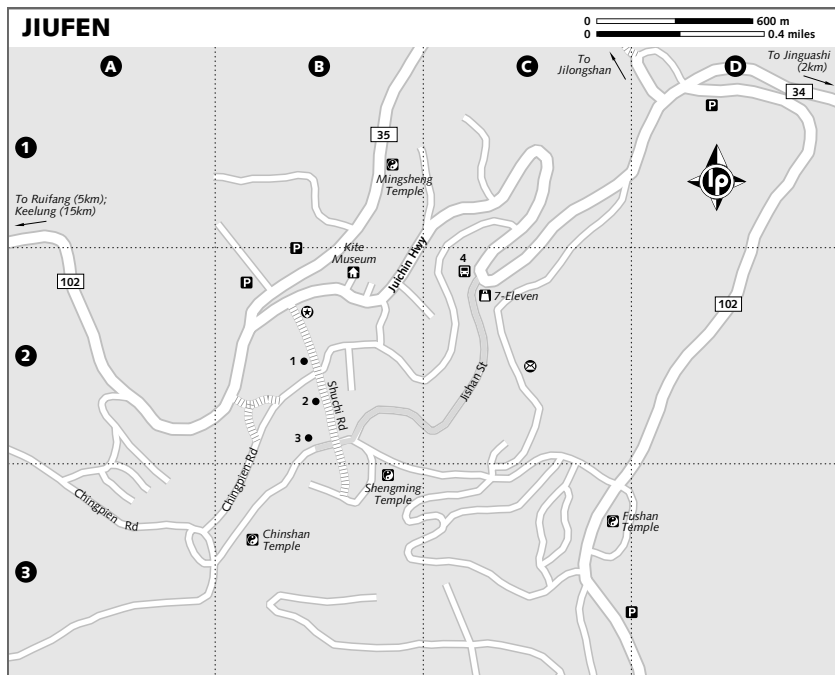 JIUFEN
0 600 m
0 0.4 miles
A B C D
To
Jilongshan
To Jinguashi
(2km)
34
P
1
35
Mingsheng
Temple
lp
To Ruifang (5km);
Keelung (15km)
P
Kite
Museum
Juichin Hwy
4
102
P
7-Eleven
102
2
1
2
Shuchi Rd
Jishan St
3
Chingpien Rd
Shengming
Temple
Chingpien Rd
Chinshan
Temple
Fushan
Temple
3
P